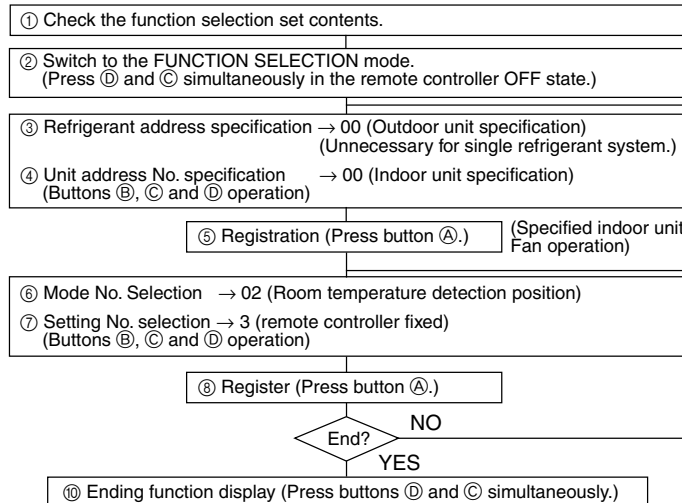 ① Check the function selection set contents.
② Switch to the FUNCTION SELECTION mode.
(Press Ⓓ and Ⓒ simultaneously in the remote controller OFF state.)
③ Refrigerant address specification → 00 (Outdoor unit specification)
(Unnecessary for single refrigerant system.)
④ Unit address No. specification → 00 (Indoor unit specification)
(Buttons Ⓑ, Ⓒ and Ⓓ operation)
⑤ Registration (Press button Ⓐ.) (Specified indoor unit
Fan operation)
⑥ Mode No. Selection → 02 (Room temperature detection position)
⑦ Setting No. selection → 3 (remote controller fixed)
(Buttons Ⓑ, Ⓒ and Ⓓ operation)
⑧ Register (Press button Ⓐ.)
NO
End?
YES
⑩ Ending function display (Press buttons Ⓓ and Ⓒ simultaneously.)